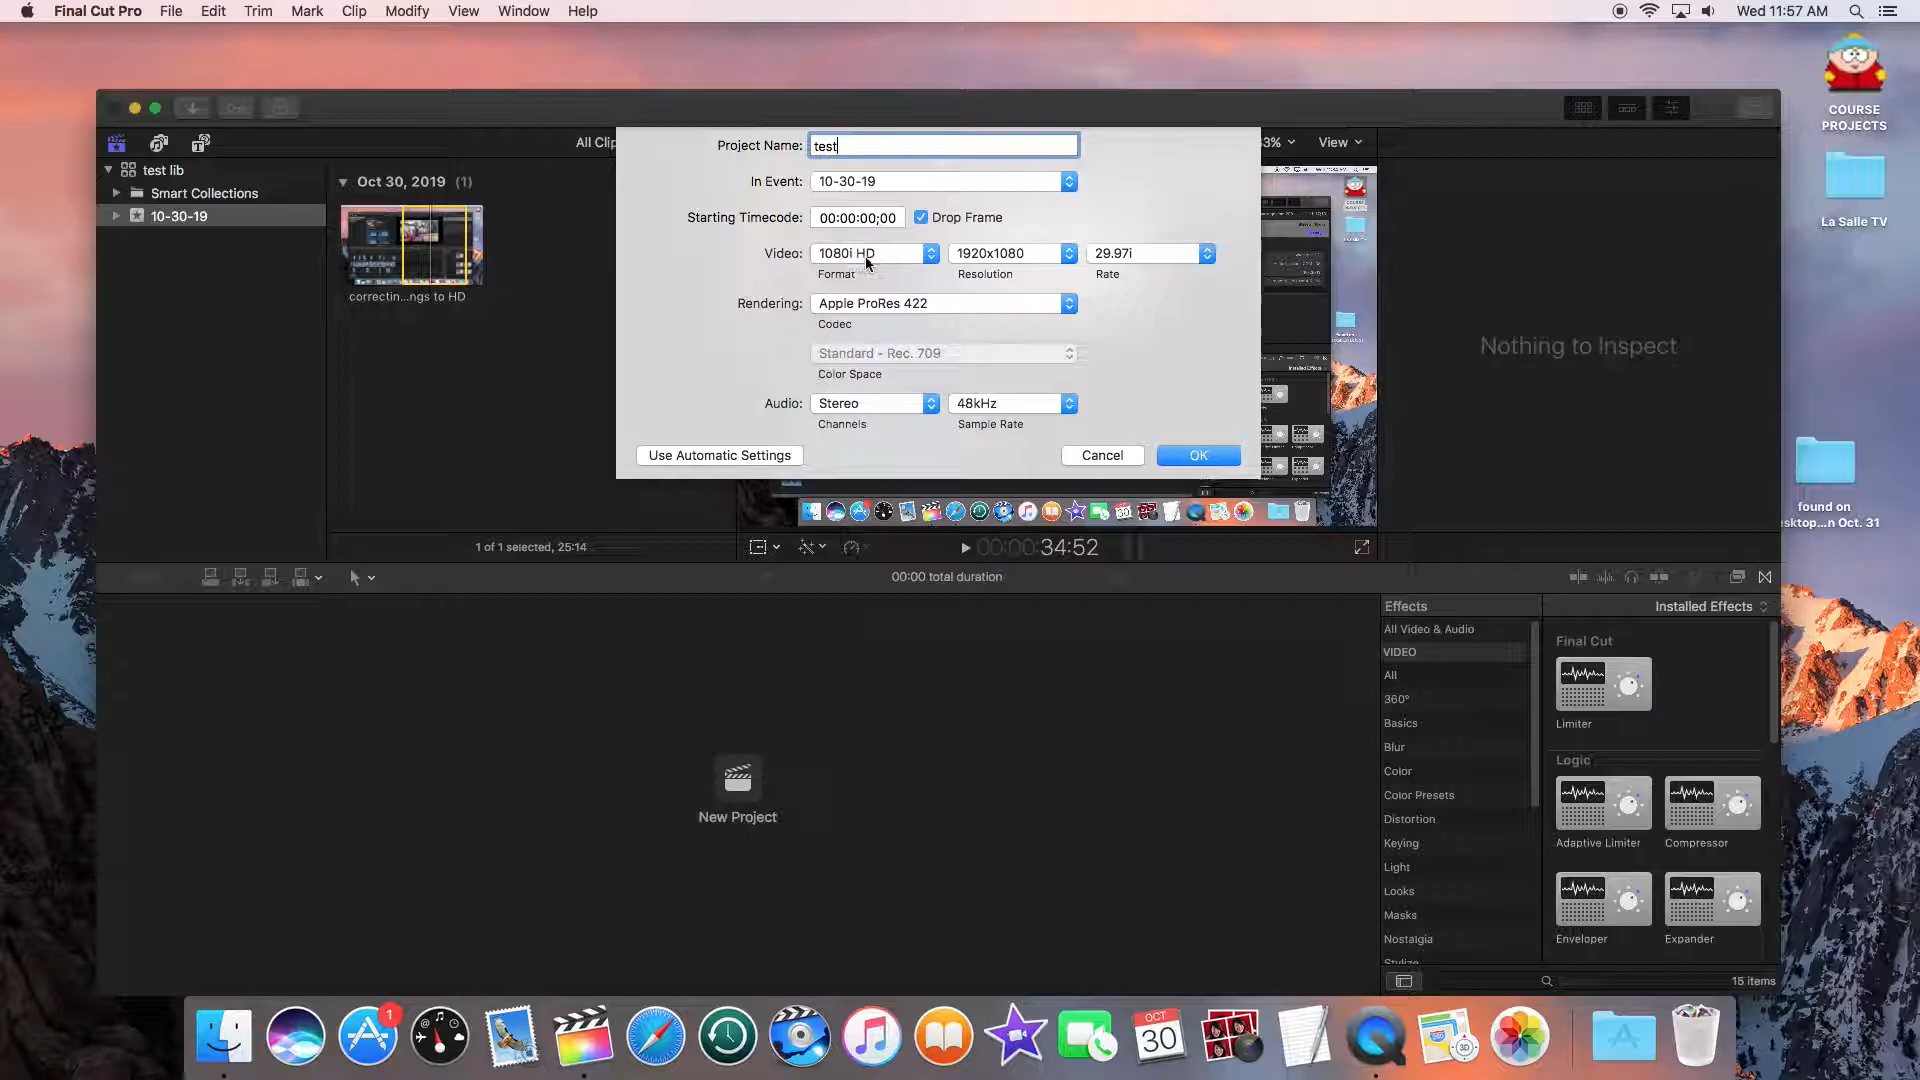 Final Cut Pro File Edit Trim Mark Clip Modify View Window Help Wed 11:57 AM
COURSE PROJECTS
La Salle TV
found on
sktop...n Oct. 31
All Clip
3% View
test lib
Smart Collections
10-30-19
Oct 30, 2019 (1)
correctin...ngs to HD
1 of 1 selected, 25:14
Project Name: test
In Event: 10-30-19
Starting Timecode: 00:00:00;00 Drop Frame
Video: 1080i HD 1920x1080 29.97i
Format Resolution Rate
Rendering: Apple ProRes 422
Codec
Standard - Rec. 709
Color Space
Audio: Stereo 48kHz
Channels Sample Rate
Use Automatic Settings Cancel OK
Nothing to Inspect
00:00:34:52
00:00 total duration
New Project
Effects Installed Effects
All Video & Audio
VIDEO
All
360°
Basics
Blur
Color
Color Presets
Distortion
Keying
Light
Looks
Masks
Nostalgia
Stylize
Final Cut
Limiter
Logic
Adaptive Limiter Compressor
Enveloper Expander
15 items
1
OCT
30
3D